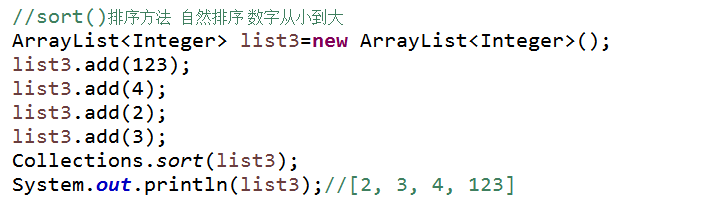 //sort()排序方法 自然排序 数字从小到大
ArrayList<Integer> list3=new ArrayList<Integer>();
list3.add(123);
list3.add(4);
list3.add(2);
list3.add(3);
Collections.sort(list3);
System.out.println(list3);//[2, 3, 4, 123]